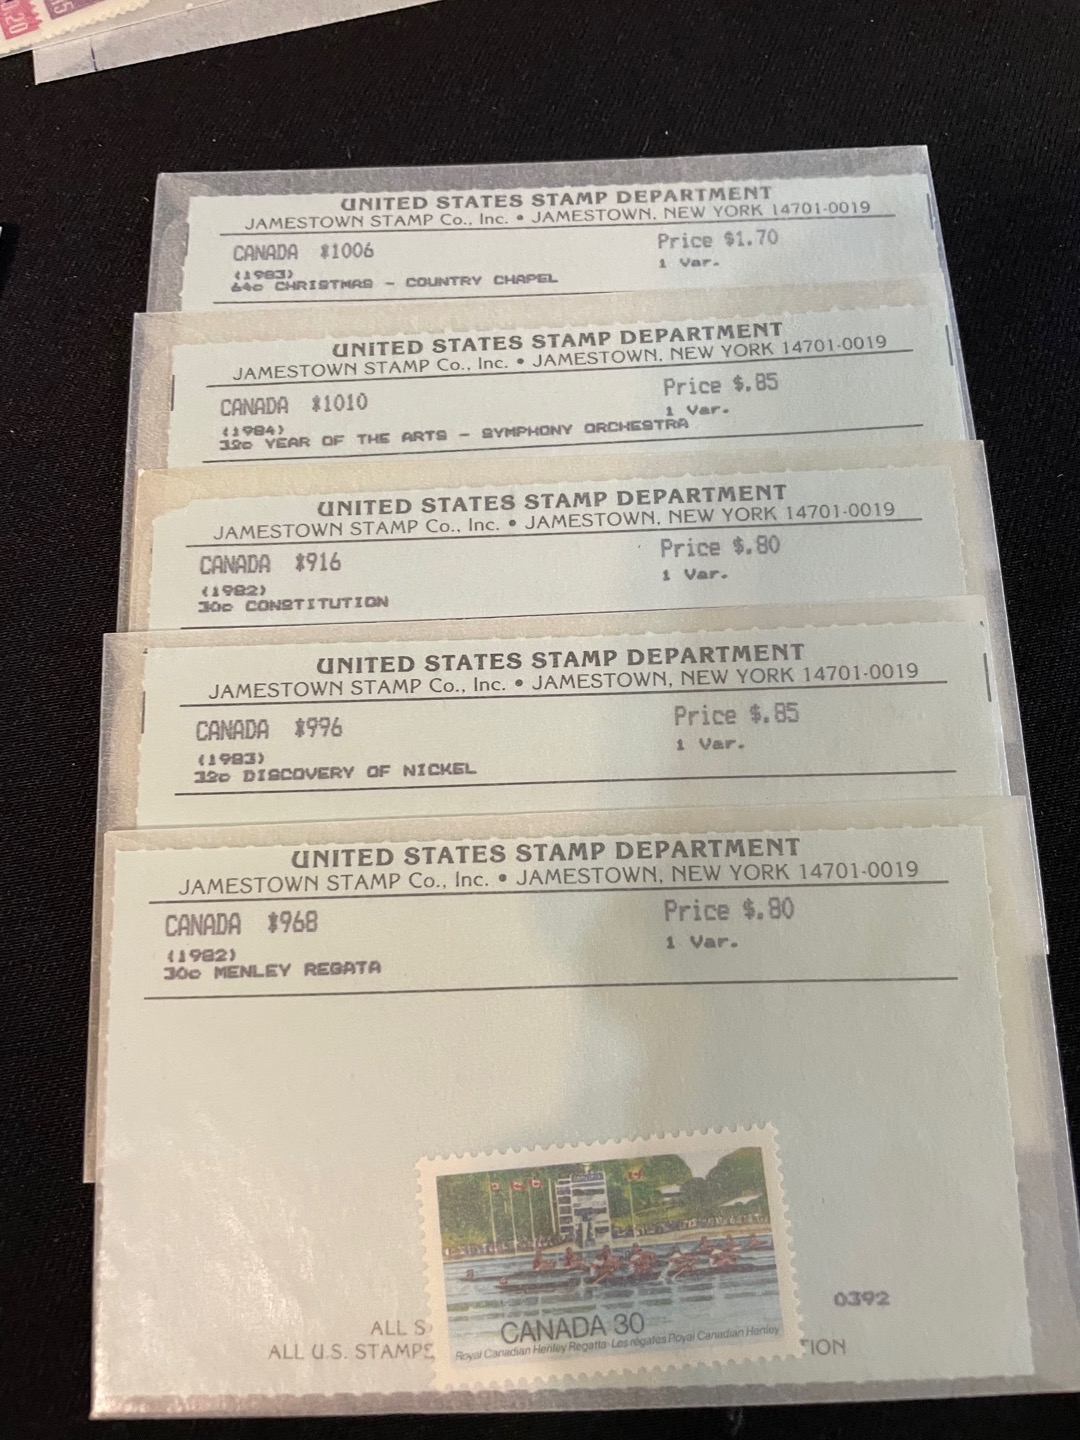 .20
15
UNITED STATES STAMP DEPARTMENT
JAMESTOWN STAMP Co., Inc. • JAMESTOWN, NEW YORK 14701-0019
CANADA #1006 Price $1.70
(1983) 1 Var.
64c CHRISTMAS - COUNTRY CHAPEL
UNITED STATES STAMP DEPARTMENT
JAMESTOWN STAMP Co., Inc. • JAMESTOWN, NEW YORK 14701-0019
CANADA #1010 Price $.85
(1984) 1 Var.
32c YEAR OF THE ARTS - SYMPHONY ORCHESTRA
UNITED STATES STAMP DEPARTMENT
JAMESTOWN STAMP Co., Inc. • JAMESTOWN, NEW YORK 14701-0019
CANADA #916 Price $.80
(1982) 1 Var.
30c CONSTITUTION
UNITED STATES STAMP DEPARTMENT
JAMESTOWN STAMP Co., Inc. • JAMESTOWN, NEW YORK 14701-0019
CANADA #996 Price $.85
(1983) 1 Var.
32c DISCOVERY OF NICKEL
UNITED STATES STAMP DEPARTMENT
JAMESTOWN STAMP Co., Inc. • JAMESTOWN, NEW YORK 14701-0019
CANADA #968 Price $.80
(1982) 1 Var.
30c MENLEY REGATA
0392
ALL S
ALL U.S. STAMPS TION
CANADA 30
Royal Canadian Henley Regatta Les régates Royal Canadian Henley